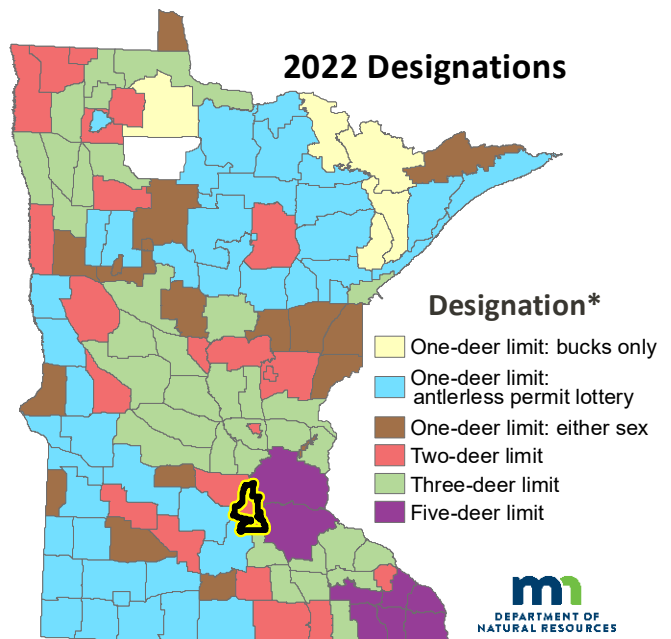 2022 Designations
Designation*
One-deer limit: bucks only
One-deer limit:
antlerless permit lottery
One-deer limit: either sex
Two-deer limit
Three-deer limit
Five-deer limit
mn
DEPARTMENT OF
NATURAL RESOURCES